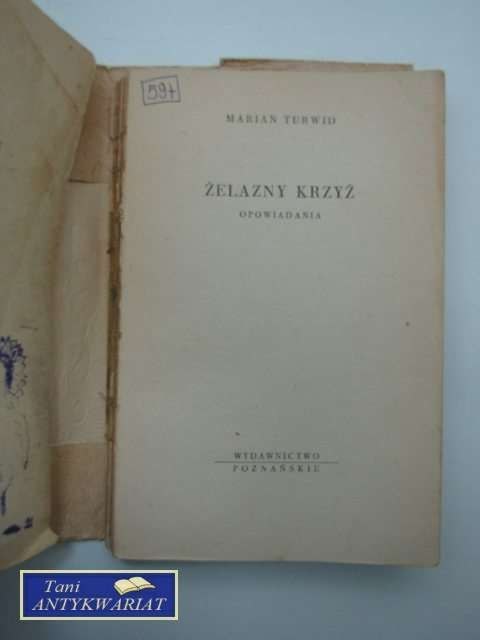 597
MARIAN TURWID
ŻELAZNY KRZYŻ
OPOWIADANIA
WYDAWNICTWO
POZNAŃSKIE
Tani
ANTYKWARIAT